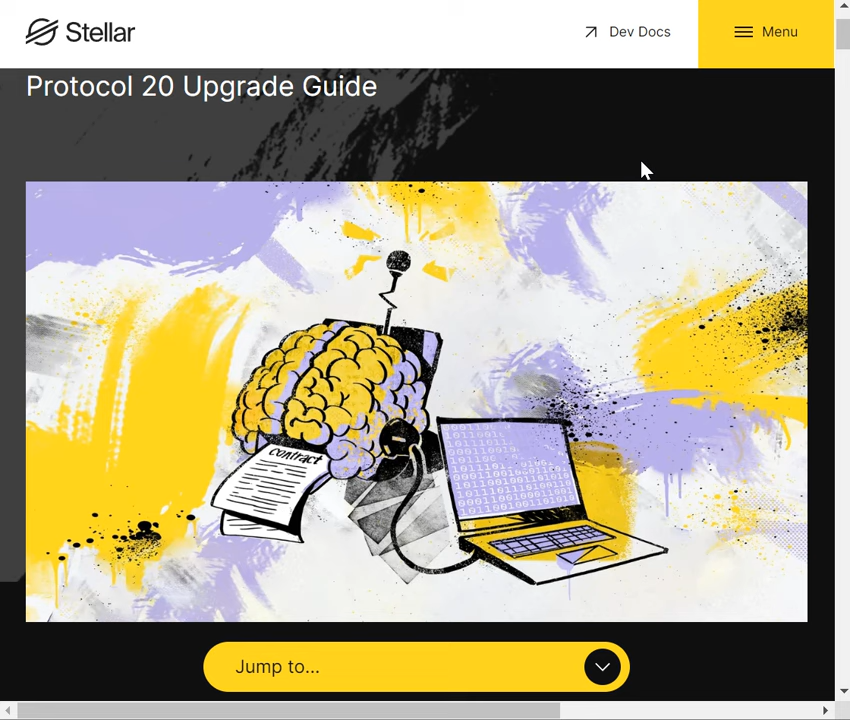 Stellar
Dev Docs
Menu
Protocol 20 Upgrade Guide
contract
Jump to...